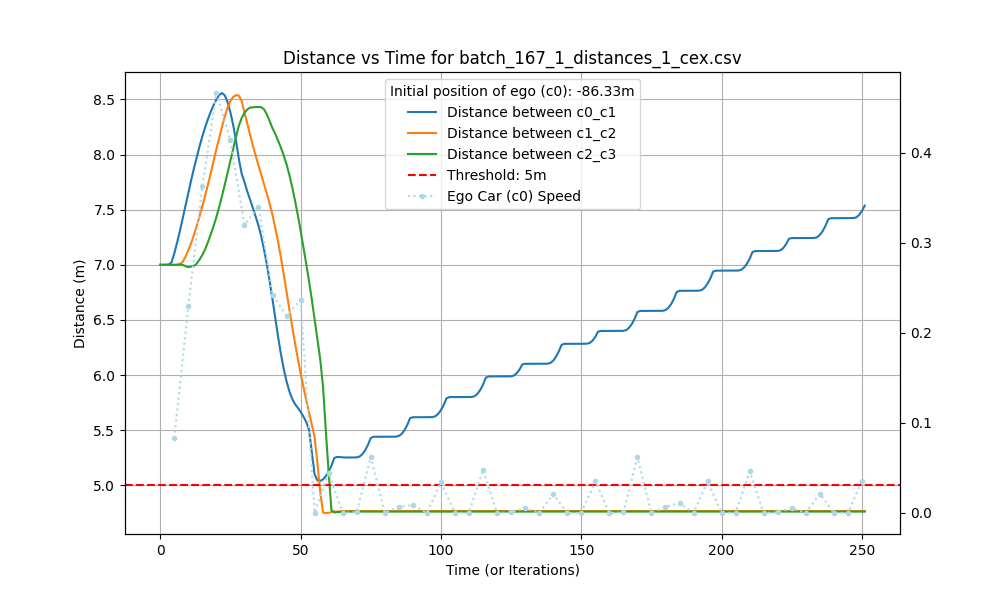 Distance vs Time for batch_167_1_distances_1_cex.csv
Initial position of ego (c0): -86.33m
Distance between c0_c1
Distance between c1_c2
Distance between c2_c3
Threshold: 5m
Ego Car (c0) Speed
Distance (m)
8.5
8.0
7.5
7.0
6.5
6.0
5.5
5.0
0.4
0.3
0.2
0.1
0.0
0 50 100 150 200 250
Time (or Iterations)